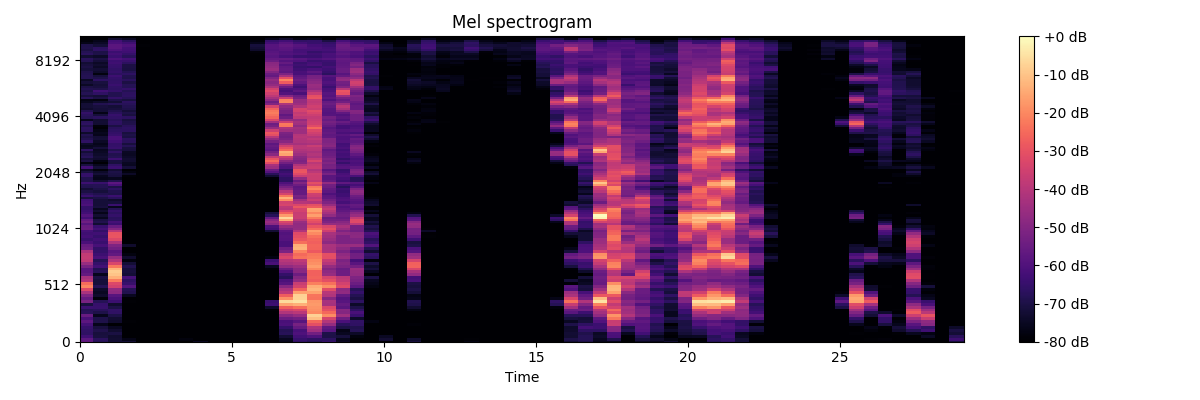 Mel spectrogram
8192
4096
2048
1024
512
0
Hz
0 5 10 15 20 25
Time
+0 dB
-10 dB
-20 dB
-30 dB
-40 dB
-50 dB
-60 dB
-70 dB
-80 dB